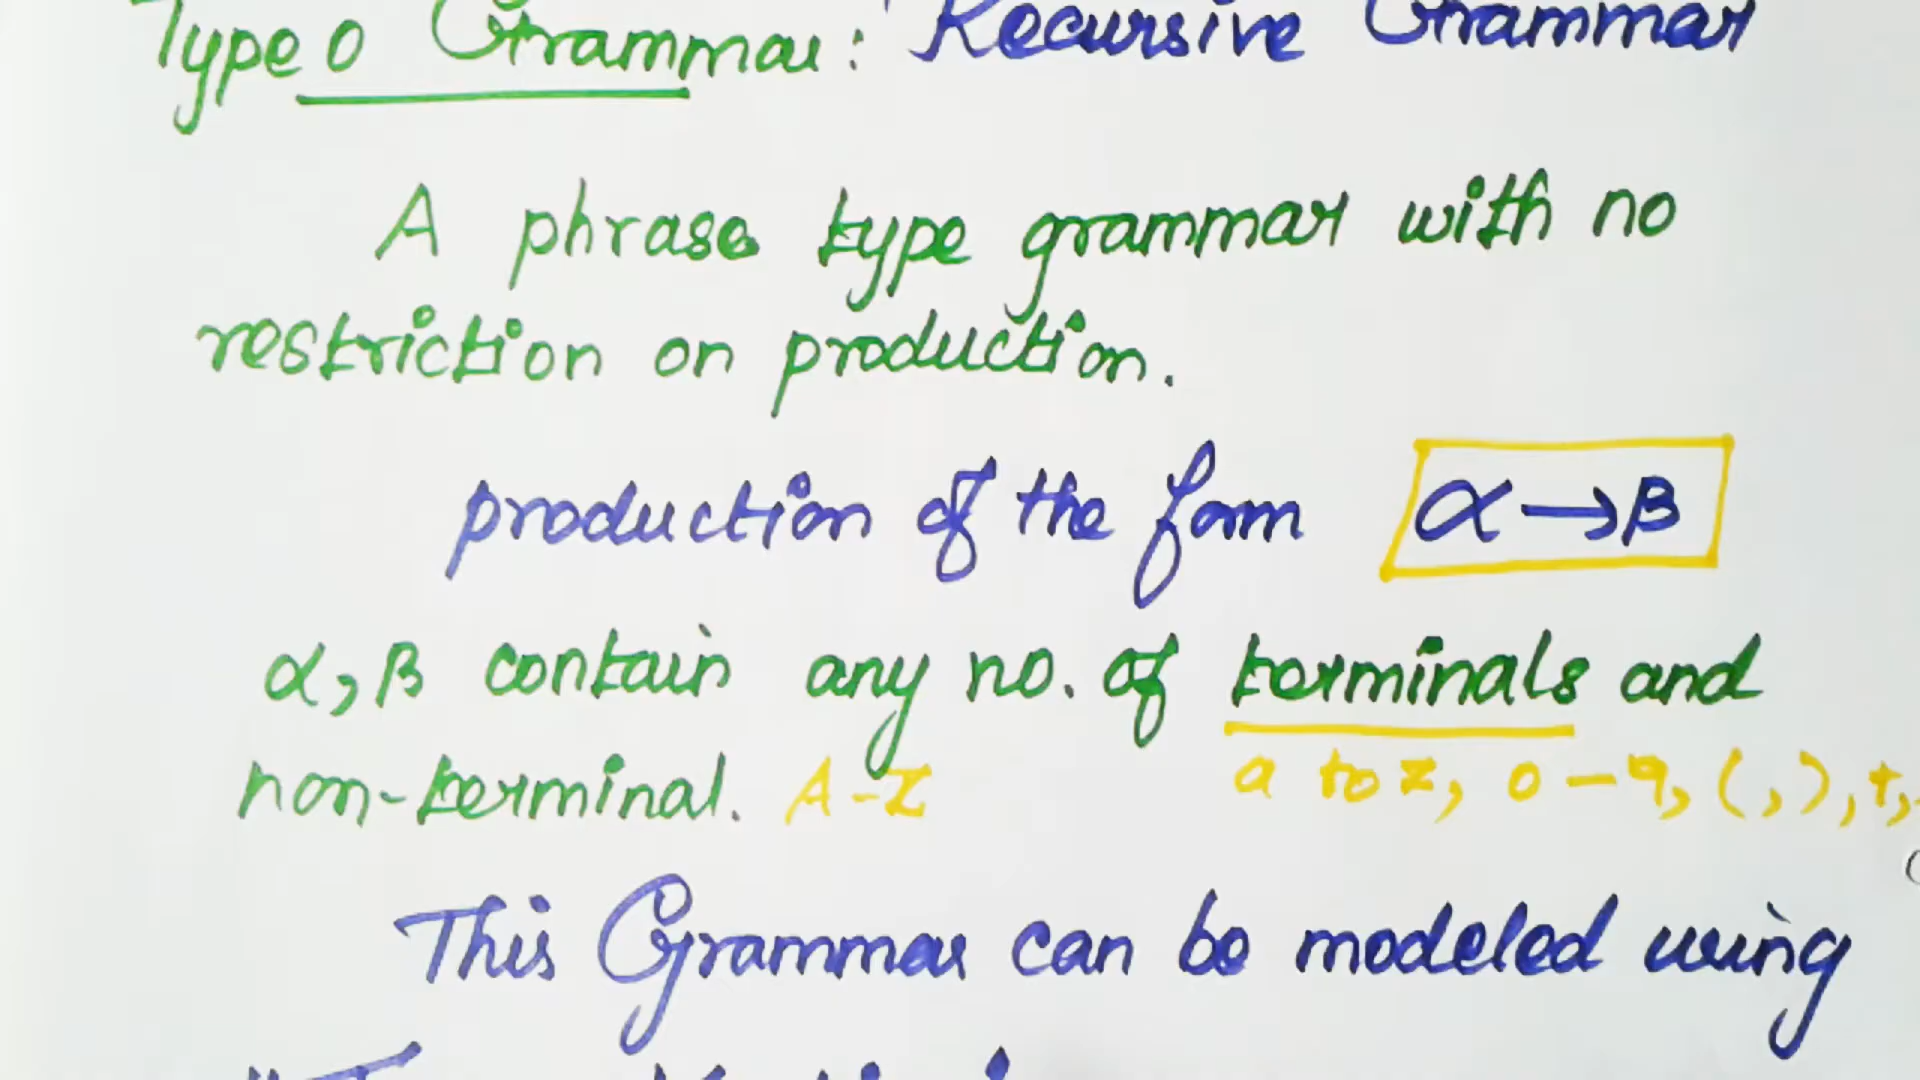 Type 0 Grammar: Recursive Grammar
A phrase type grammar with no
restriction on production.
production of the form α→β
α,β contain any no. of terminals and
non-terminal. A-Z a to z, 0-9, (,),+,
This Grammar can be modeled using